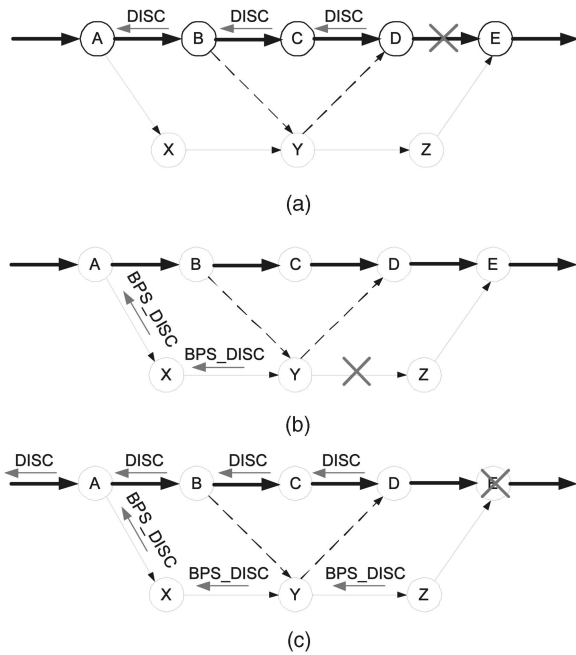 DISC DISC DISC
A B C D E
X Y Z
(a)
A B C D E
BPS_DISC
BPS_DISC
X Y Z
(b)
DISC DISC DISC DISC
A B C D E
BPS_DISC
BPS_DISC BPS_DISC
X Y Z
(c)